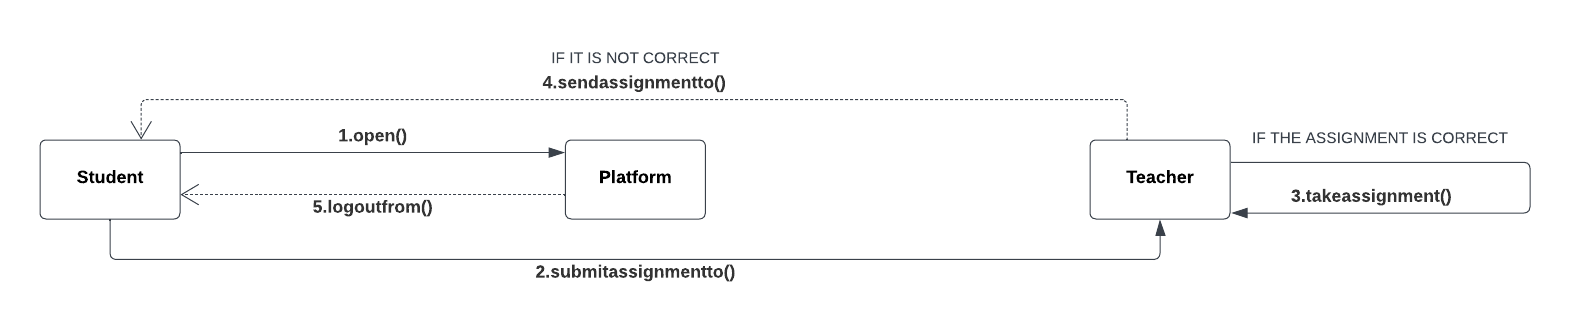 IF IT IS NOT CORRECT
4.sendassignmentto()
1.open()
IF THE ASSIGNMENT IS CORRECT
Student
Platform
Teacher
3.takeassignment()
5.logoutfrom()
2.submitassignmentto()